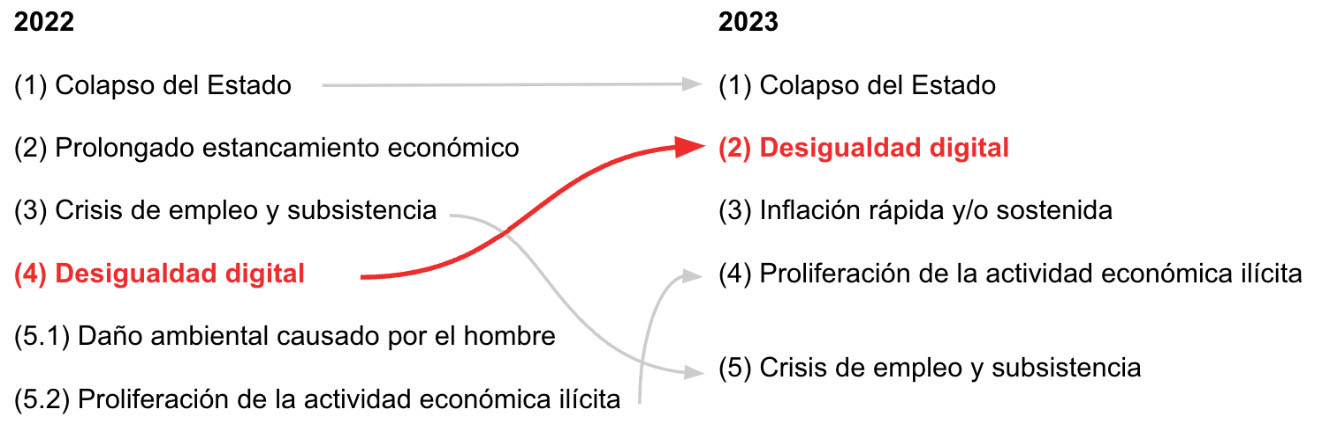 2022
(1) Colapso del Estado
(2) Prolongado estancamiento económico
(3) Crisis de empleo y subsistencia
(4) Desigualdad digital
(5.1) Daño ambiental causado por el hombre
(5.2) Proliferación de la actividad económica ilícita
2023
(1) Colapso del Estado
(2) Desigualdad digital
(3) Inflación rápida y/o sostenida
(4) Proliferación de la actividad económica ilícita
(5) Crisis de empleo y subsistencia